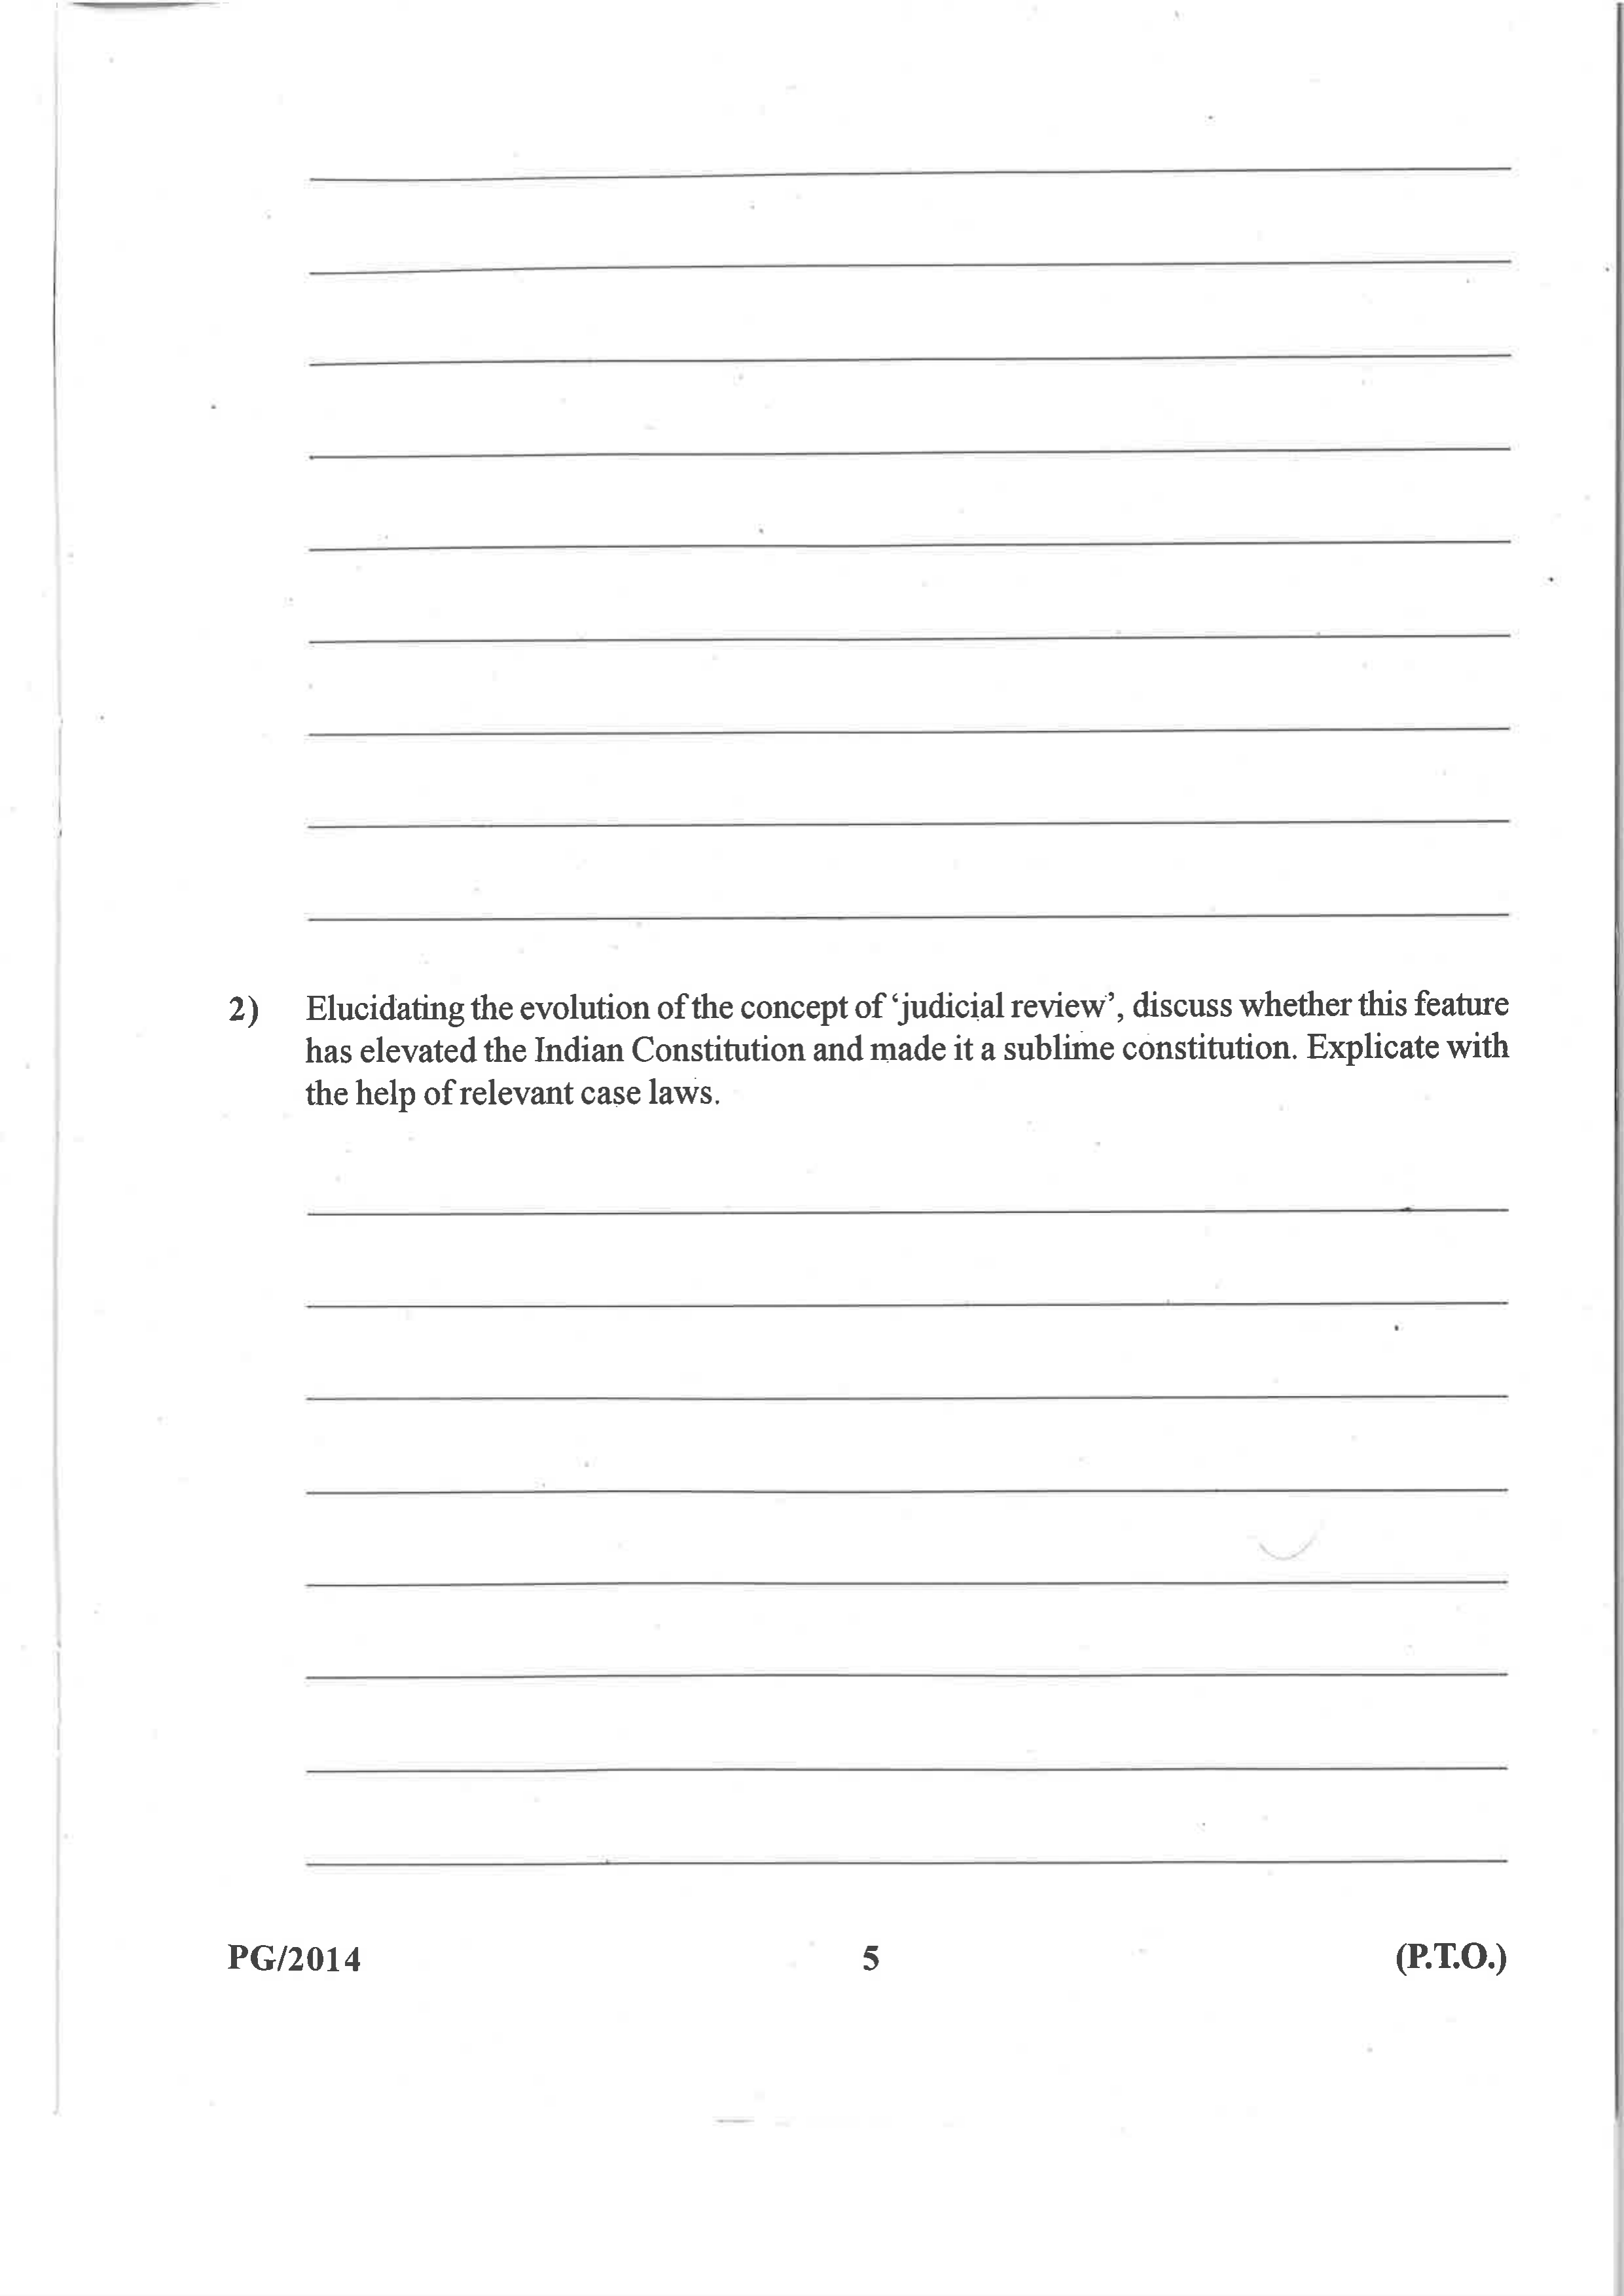 2) Elucidating the evolution of the concept of ‘judicial review’, discuss whether this feature
has elevated the Indian Constitution and made it a sublime constitution. Explicate with
the help of relevant case laws.
PG/2014 5 (P.T.O.)